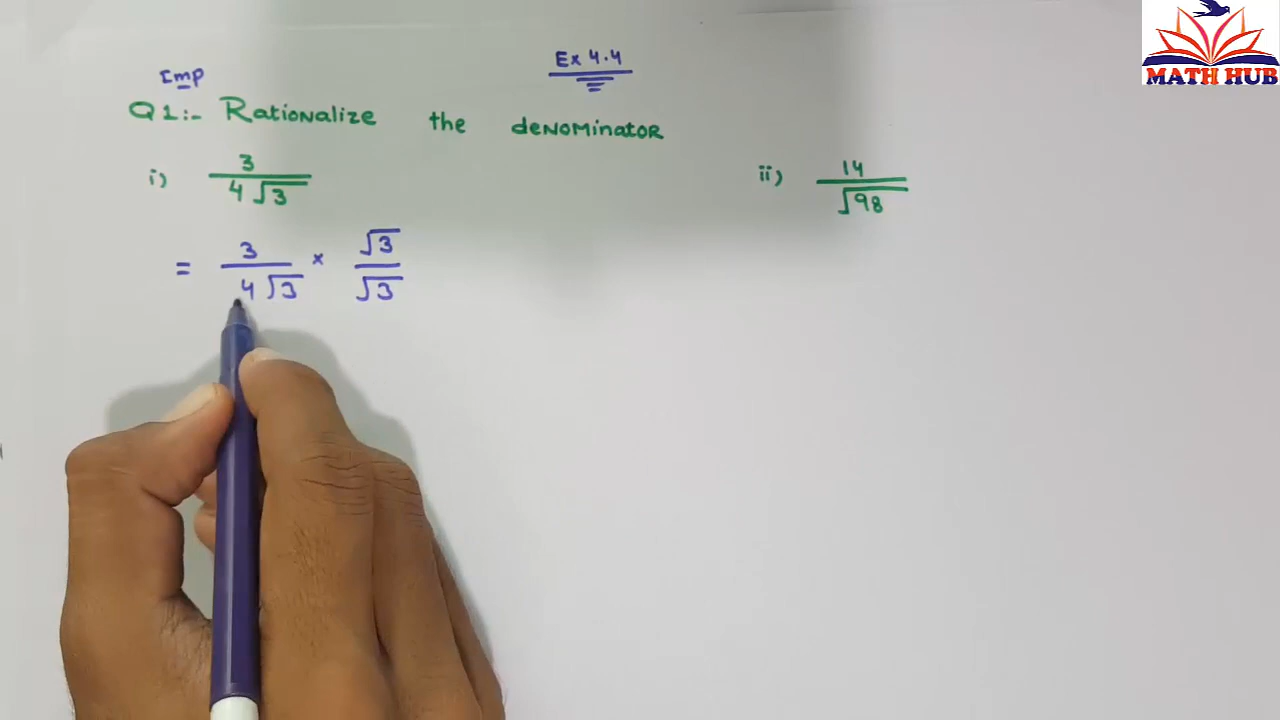 MATH HUB
Ex 4.4
Imp
Q1:- Rationalize the denominator
i) 3/4√3
ii) 14/√98
= 3/4√3 × √3/√3